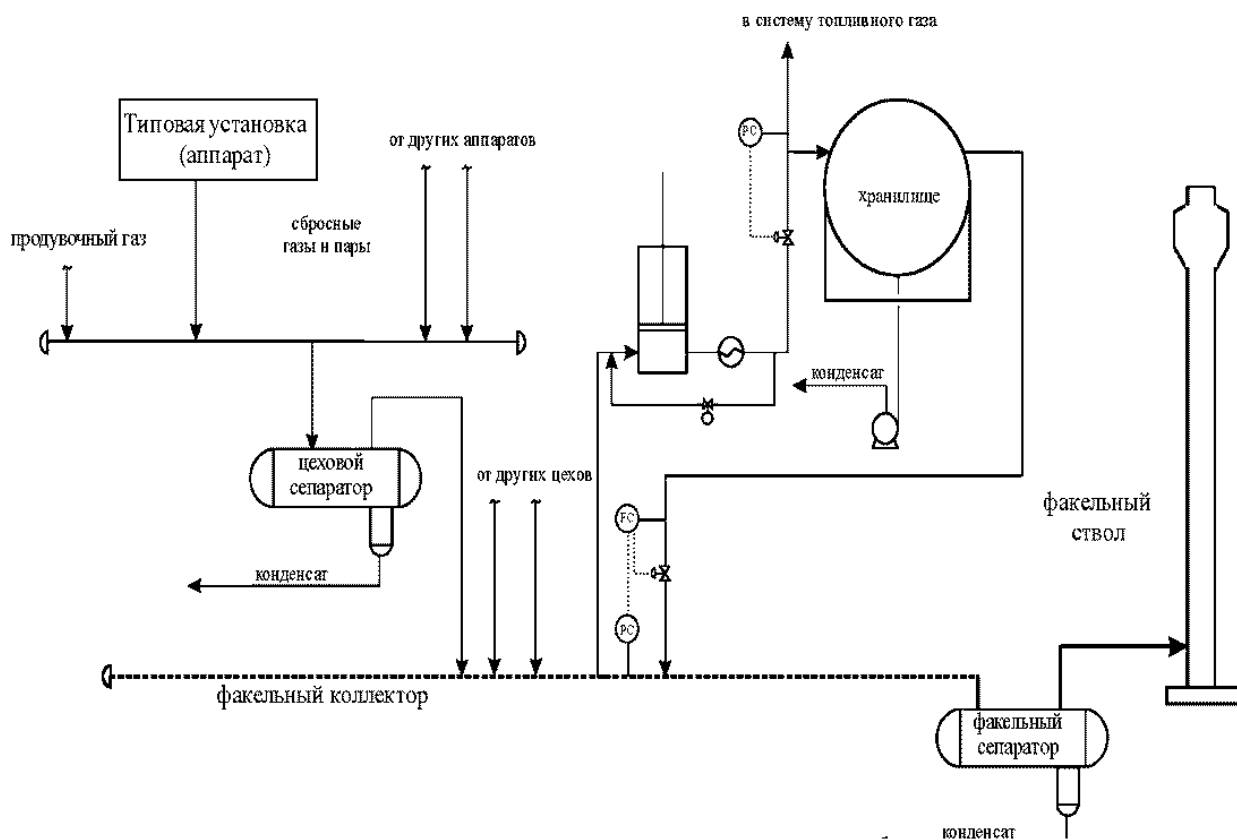 в систему топливного газа
Типовая установка
(аппарат)
от других аппаратов
PC
хранилище
сбросные
газы и пары
продувочный газ
конденсат
цеховой
сепаратор
от других цехов
факельный
ствол
FC
конденсат
PC
факельный коллектор
факельный
сепаратор
конденсат